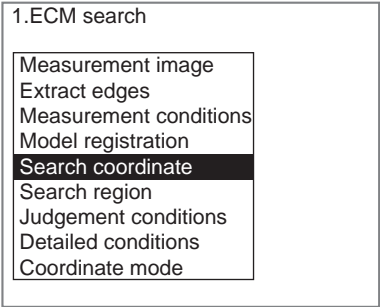 1.ECM search
Measurement image
Extract edges
Measurement conditions
Model registration
Search coordinate
Search region
Judgement conditions
Detailed conditions
Coordinate mode